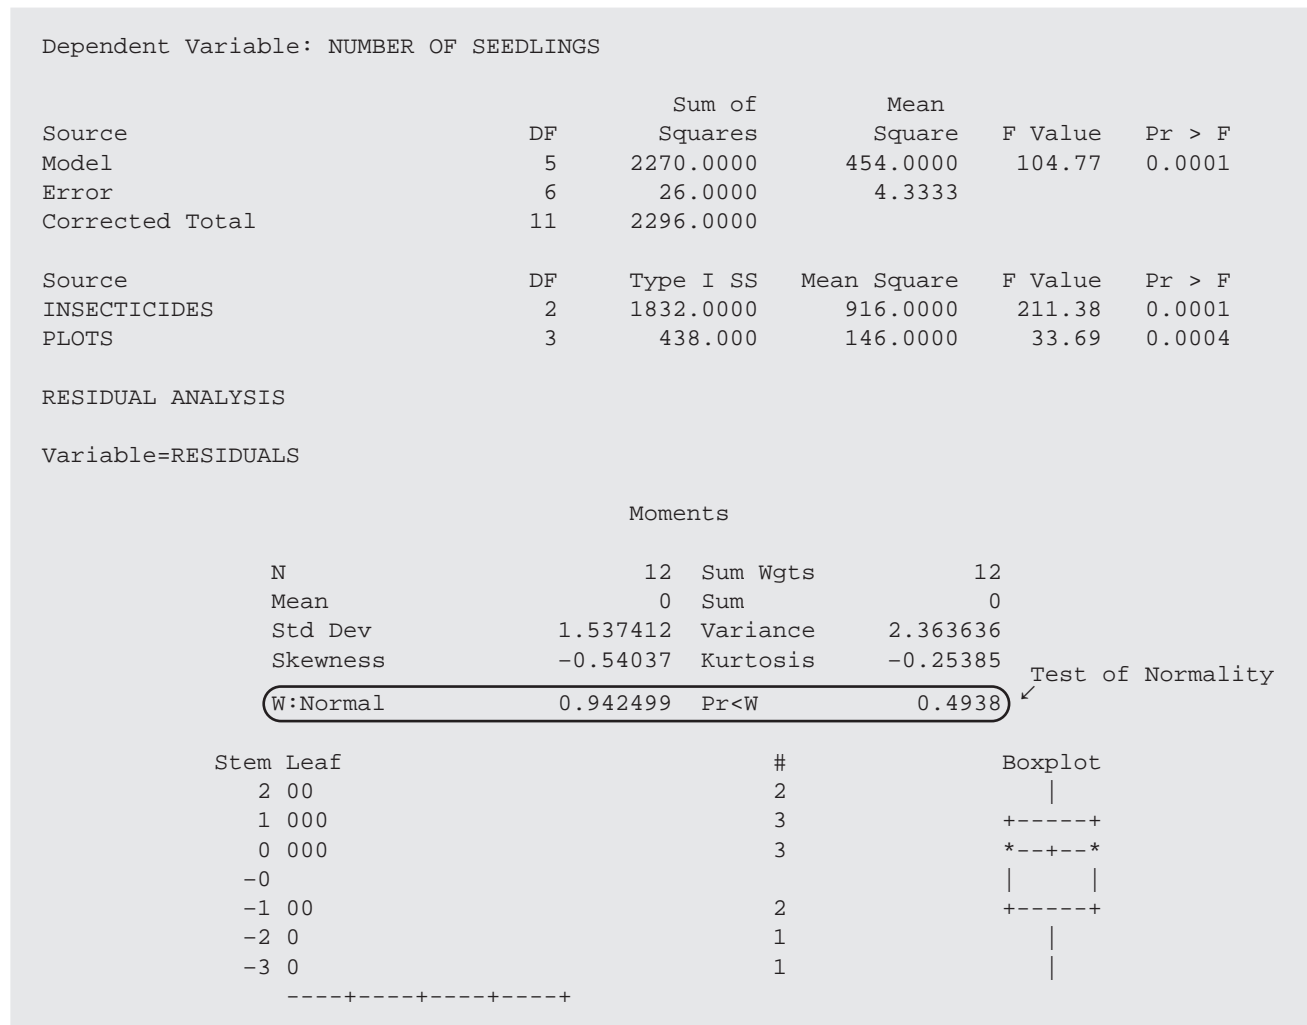 Dependent Variable: NUMBER OF SEEDLINGS
Sum of Mean
Source DF Squares Square F Value Pr > F
Model 5 2270.0000 454.0000 104.77 0.0001
Error 6 26.0000 4.3333
Corrected Total 11 2296.0000
Source DF Type I SS Mean Square F Value Pr > F
INSECTICIDES 2 1832.0000 916.0000 211.38 0.0001
PLOTS 3 438.000 146.0000 33.69 0.0004
RESIDUAL ANALYSIS
Variable=RESIDUALS
Moments
N 12 Sum Wgts 12
Mean 0 Sum 0
Std Dev 1.537412 Variance 2.363636
Skewness −0.54037 Kurtosis −0.25385
Test of Normality
W:Normal 0.942499 Pr<W 0.4938
Stem Leaf # Boxplot
2 00 2 |
1 000 3 +−−−−−+
0 000 3 *−−+−−*
−0 | |
−1 00 2 +−−−−−+
−2 0 1 |
−3 0 1 |
−−−−+−−−−+−−−−+−−−−+